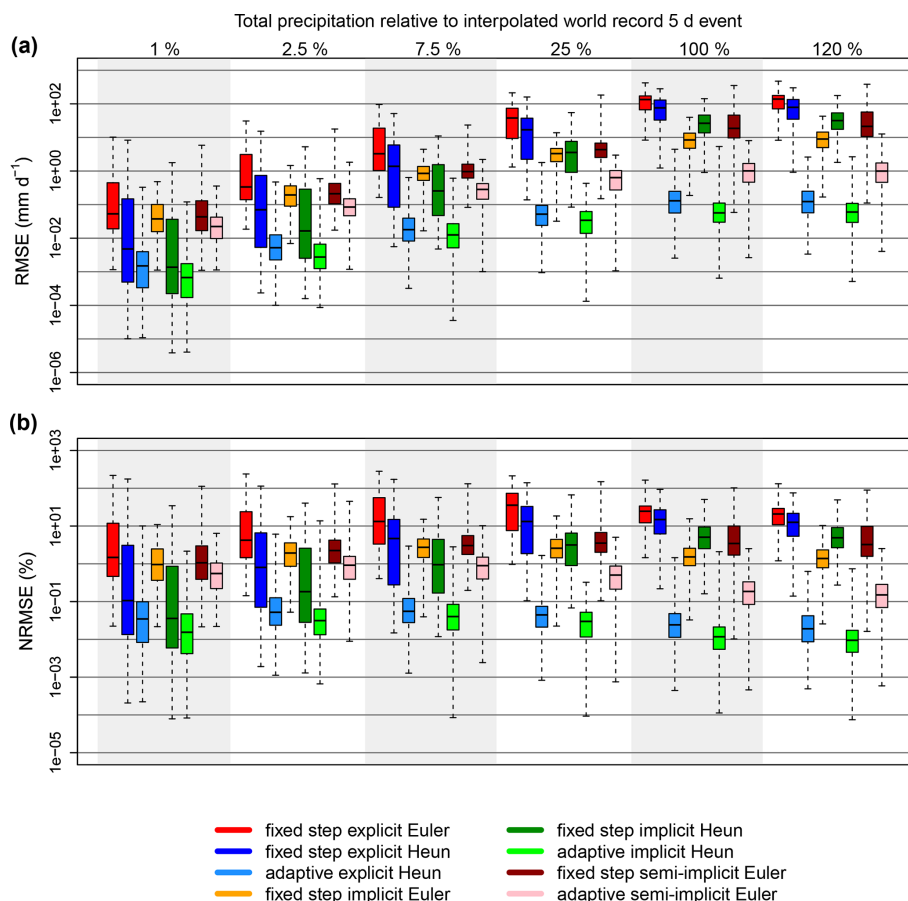 Total precipitation relative to interpolated world record 5 d event
(a)
1 % 2.5 % 7.5 % 25 % 100 % 120 %
RMSE (mm d⁻¹)
1e+02
1e+00
1e-02
1e-04
1e-06
(b)
NRMSE (%)
1e+03
1e+01
1e-01
1e-03
1e-05
fixed step explicit Euler
fixed step explicit Heun
adaptive explicit Heun
fixed step implicit Euler
fixed step implicit Heun
adaptive implicit Heun
fixed step semi-implicit Euler
adaptive semi-implicit Euler